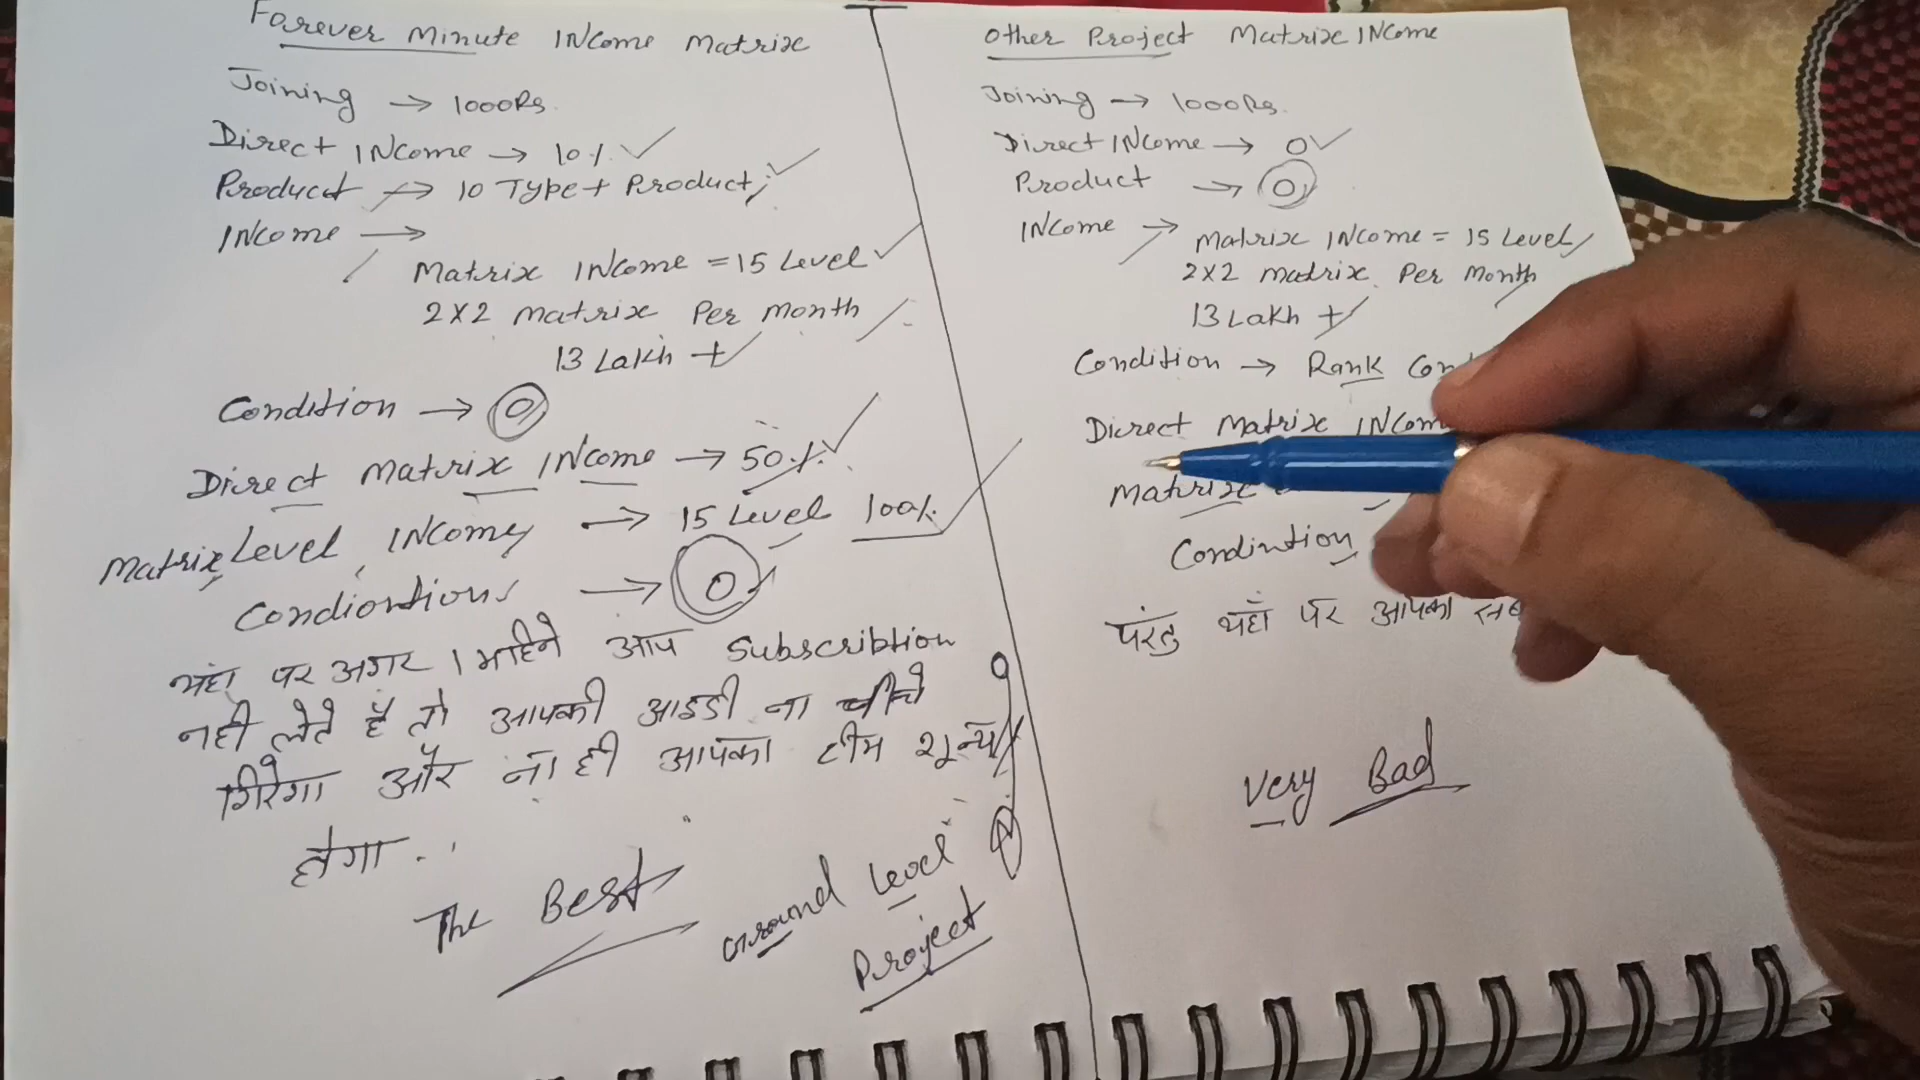 Forever Minute INcome Matrix
Joining → 1000Rs.
Direct INcome → 10%
Product → 10 Type + Product
INcome →
Matrix INcome = 15 Level
2x2 matrix Per Month
13 Lakh +
Condition → 0
Direct Matrix INcome → 50%
Matrix Level INcome → 15 Level 100%
Condiontions → 0
यहां पर अगर 1 महिने आप Subscribtion
नही लेते हैं तो आपकी आइडी ना नीचे
गिरेगा और ना ही आपका टीम शून्य
होगा..
The Best
Ground Level
Project
Other Project Matrix INcome
Joining → 1000Rs.
Direct INcome → 0
Product → 0
INcome →
Matrix INcome = 15 Level
2x2 matrix Per Month
13 Lakh +
Condition → Rank
Direct Matrix INcom
Matrix
Condintion
परंतु यहाँ पर आपका
Very Bad